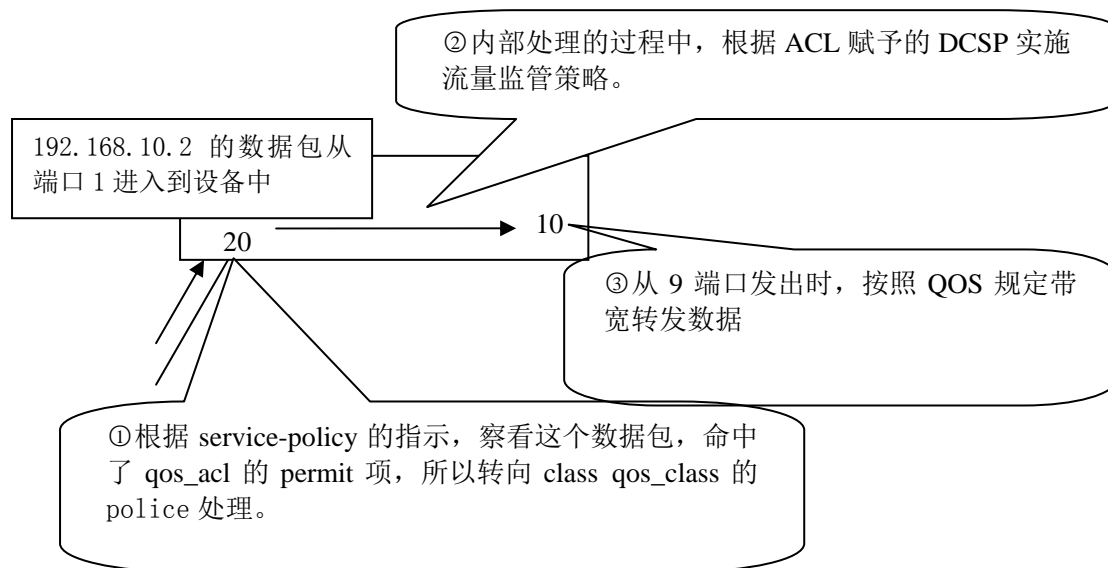 ②内部处理的过程中，根据 ACL 赋予的 DCSP 实施
流量监管策略。
192.168.10.2 的数据包从
端口 1 进入到设备中
20
10
③从 9 端口发出时，按照 QOS 规定带
宽转发数据
①根据 service-policy 的指示，察看这个数据包，命中
了 qos_acl 的 permit 项，所以转向 class qos_class 的
police 处理。